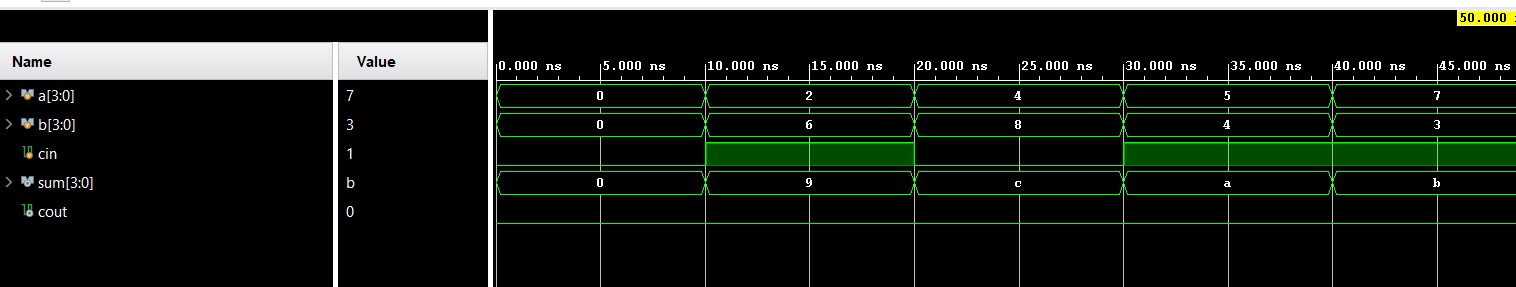 50.000
Name Value
0.000 ns 5.000 ns 10.000 ns 15.000 ns 20.000 ns 25.000 ns 30.000 ns 35.000 ns 40.000 ns 45.000 ns
a[3:0] 7 0 2 4 5 7
b[3:0] 3 0 6 8 4 3
cin 1
sum[3:0] b 0 9 c a b
cout 0